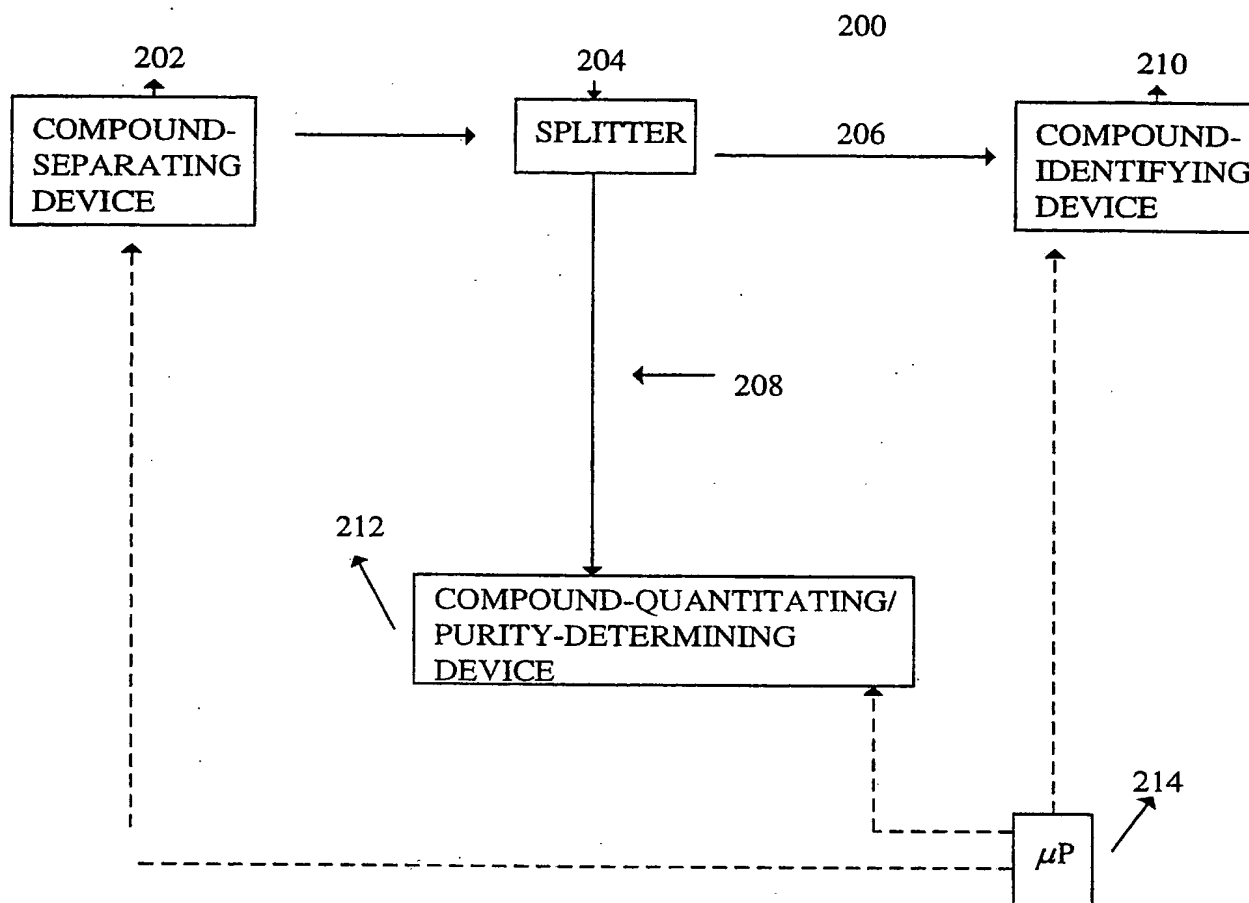 200
202
204
210
COMPOUND-
SEPARATING
DEVICE
SPLITTER
206
COMPOUND-
IDENTIFYING
DEVICE
208
212
COMPOUND-QUANTITATING/
PURITY-DETERMINING
DEVICE
214
μP